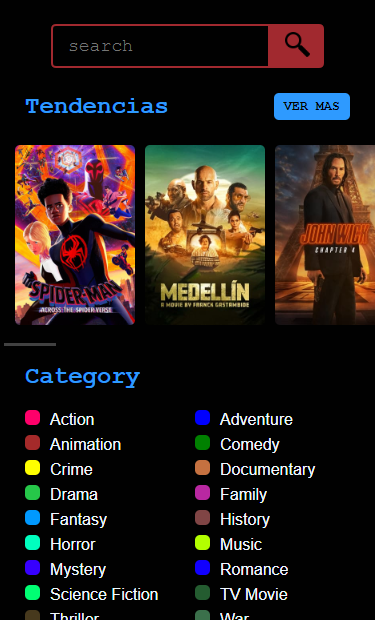 search
Tendencias
VER MAS
SPIDER-MAN
ACROSS THE SPIDER-VERSE
MEDELLÍN
A MOVIE BY FRANCK GASTAMBIDE
JOHN WICK
CHAPTER 4
Category
Action
Adventure
Animation
Comedy
Crime
Documentary
Drama
Family
Fantasy
History
Horror
Music
Mystery
Romance
Science Fiction
TV Movie
Thriller
War